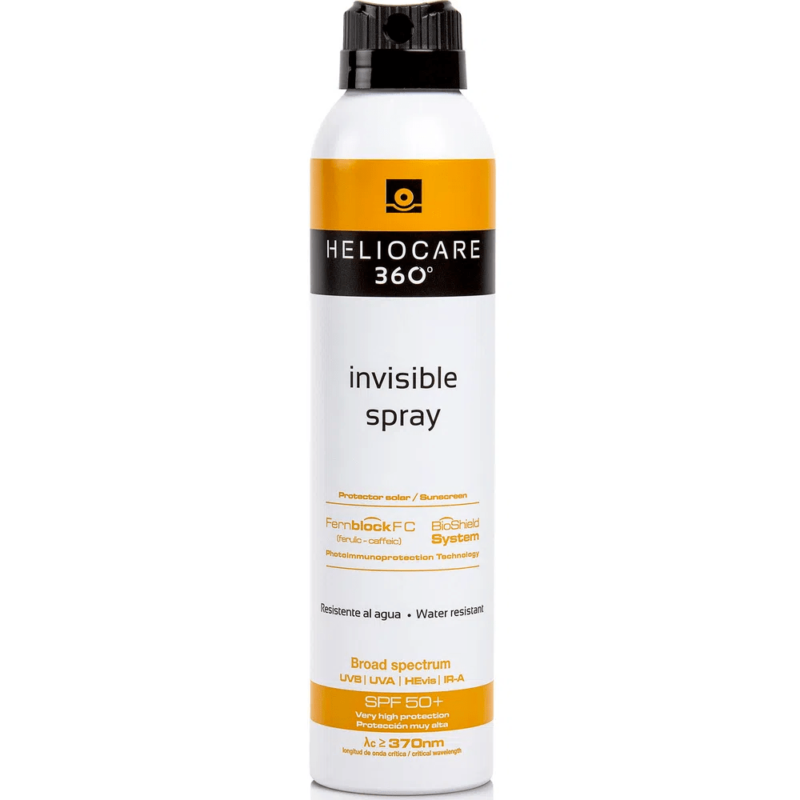 HELIOCARE
360°
invisible
spray
Protector solar / Sunscreen
FernblockFC BioShield
(ferulic - caffeic) System
Photoimmunoprotection Technology
Resistente al agua • Water resistant
Broad spectrum
UVB | UVA | HEvis | IR-A
SPF 50+
Very high protection
Protección muy alta
λc ≥ 370nm
longitud de onda crítica / critical wavelength